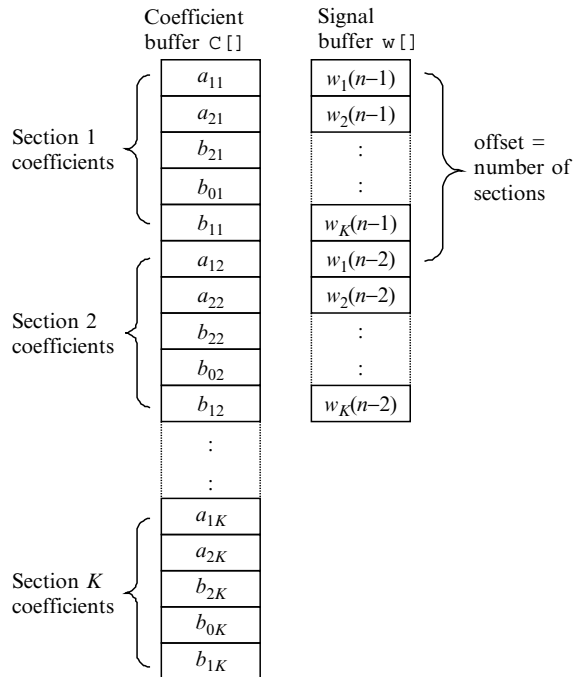 Coefficient
buffer C[]
Signal
buffer w[]
Section 1
coefficients
a11
a21
b21
b01
b11
Section 2
coefficients
a12
a22
b22
b02
b12
:
:
Section K
coefficients
a1K
a2K
b2K
b0K
b1K
w1(n–1)
w2(n–1)
:
:
wK(n–1)
w1(n–2)
w2(n–2)
:
:
wK(n–2)
offset =
number of
sections